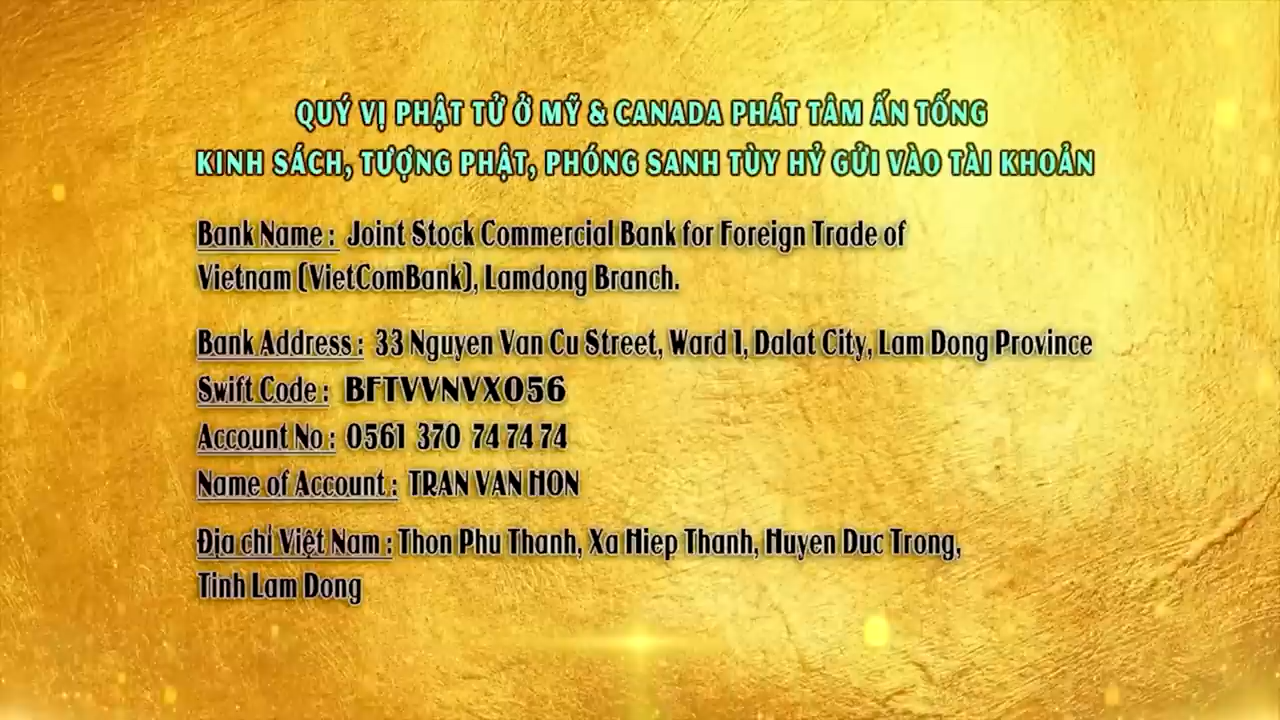 QUÝ VỊ PHẬT TỬ Ở MỸ & CANADA PHÁT TÂM ẤN TỐNG
KINH SÁCH, TƯỢNG PHẬT, PHÓNG SANH TÙY HỶ GỬI VÀO TÀI KHOẢN
Bank Name : Joint Stock Commercial Bank for Foreign Trade of
Vietnam (VietComBank), Lamdong Branch.
Bank Address : 33 Nguyen Van Cu Street, Ward 1, Dalat City, Lam Dong Province
Swift Code : BFTVVNVX056
Account No : 0561 370 74 74 74
Name of Account : TRAN VAN HON
Địa chỉ Việt Nam : Thon Phu Thanh, Xa Hiep Thanh, Huyen Duc Trong,
Tinh Lam Dong